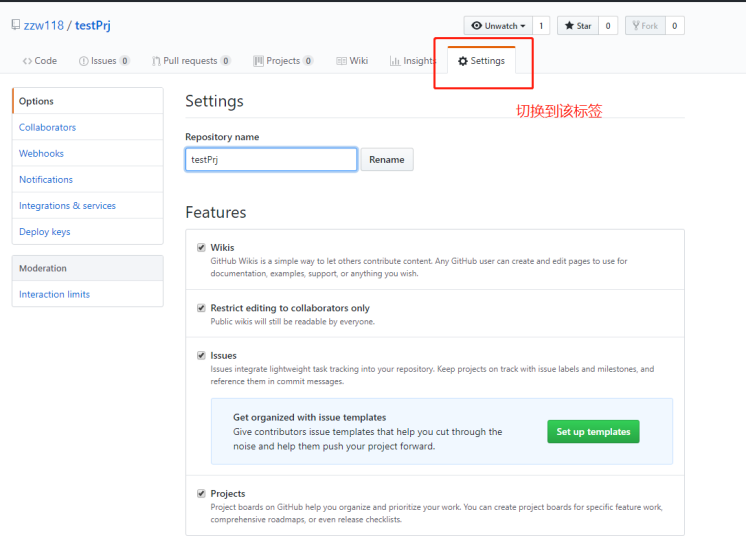 zzw118 / testPrj
Unwatch 1 Star 0 Fork 0
Code Issues 0 Pull requests 0 Projects 0 Wiki Insights Settings
切换到该标签
Options
Collaborators
Webhooks
Notifications
Integrations & services
Deploy keys
Moderation
Interaction limits
Settings
Repository name
testPrj Rename
Features
Wikis
GitHub Wikis is a simple way to let others contribute content. Any GitHub user can create and edit pages to use for
documentation, examples, support, or anything you wish.
Restrict editing to collaborators only
Public wikis will still be readable by everyone.
Issues
Issues integrate lightweight task tracking into your repository. Keep projects on track with issue labels and milestones, and
reference them in commit messages.
Get organized with issue templates
Give contributors issue templates that help you cut through the
noise and help them push your project forward.
Set up templates
Projects
Project boards on GitHub help you organize and prioritize your work. You can create project boards for specific feature work,
comprehensive roadmaps, or even release checklists.